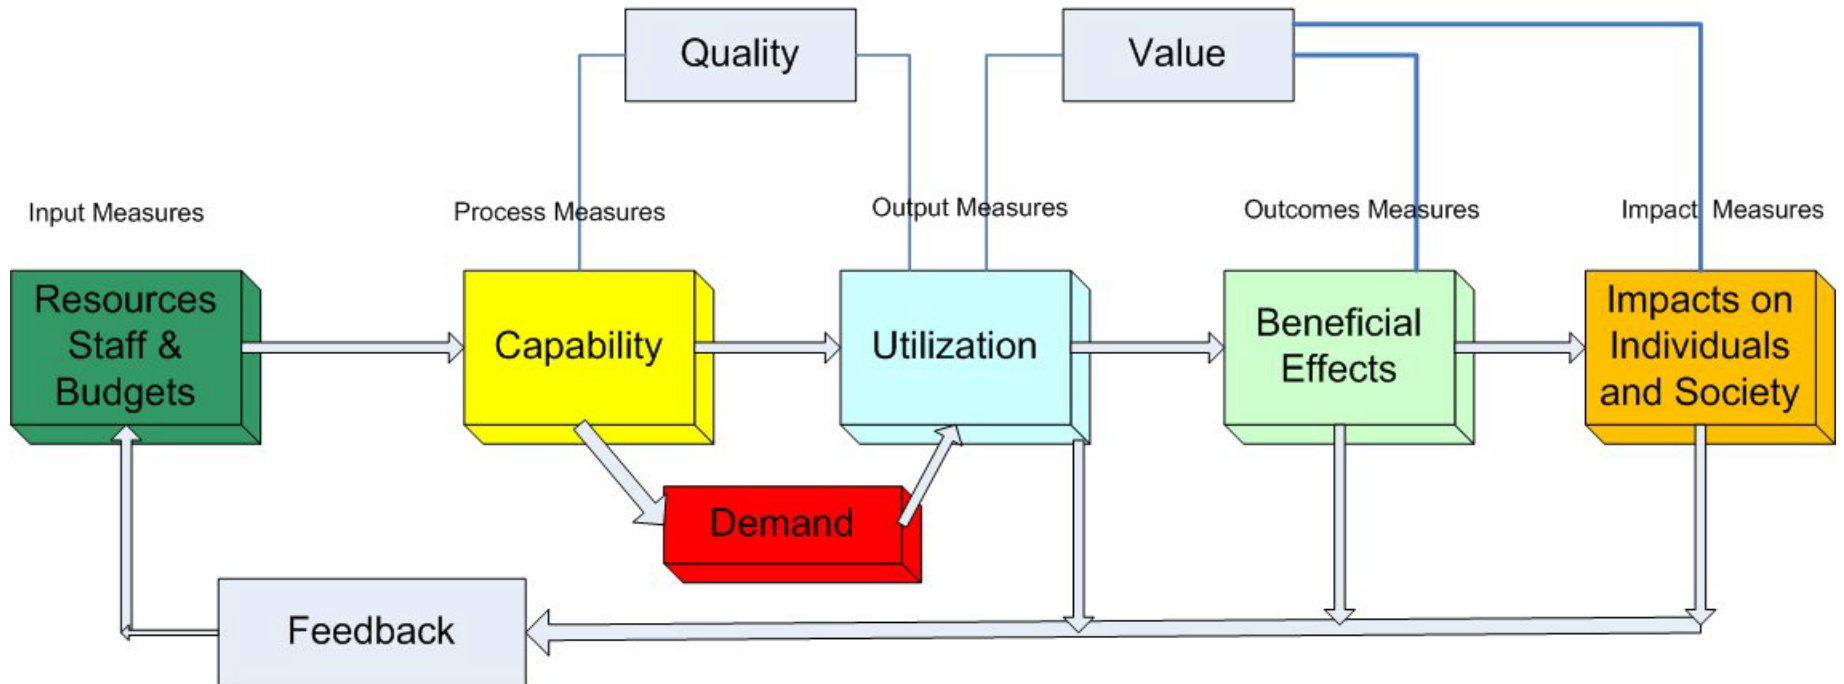 Quality
Value
Input Measures
Process Measures
Output Measures
Outcomes Measures
Impact Measures
Resources
Staff &
Budgets
Capability
Utilization
Beneficial
Effects
Impacts on
Individuals
and Society
Demand
Feedback